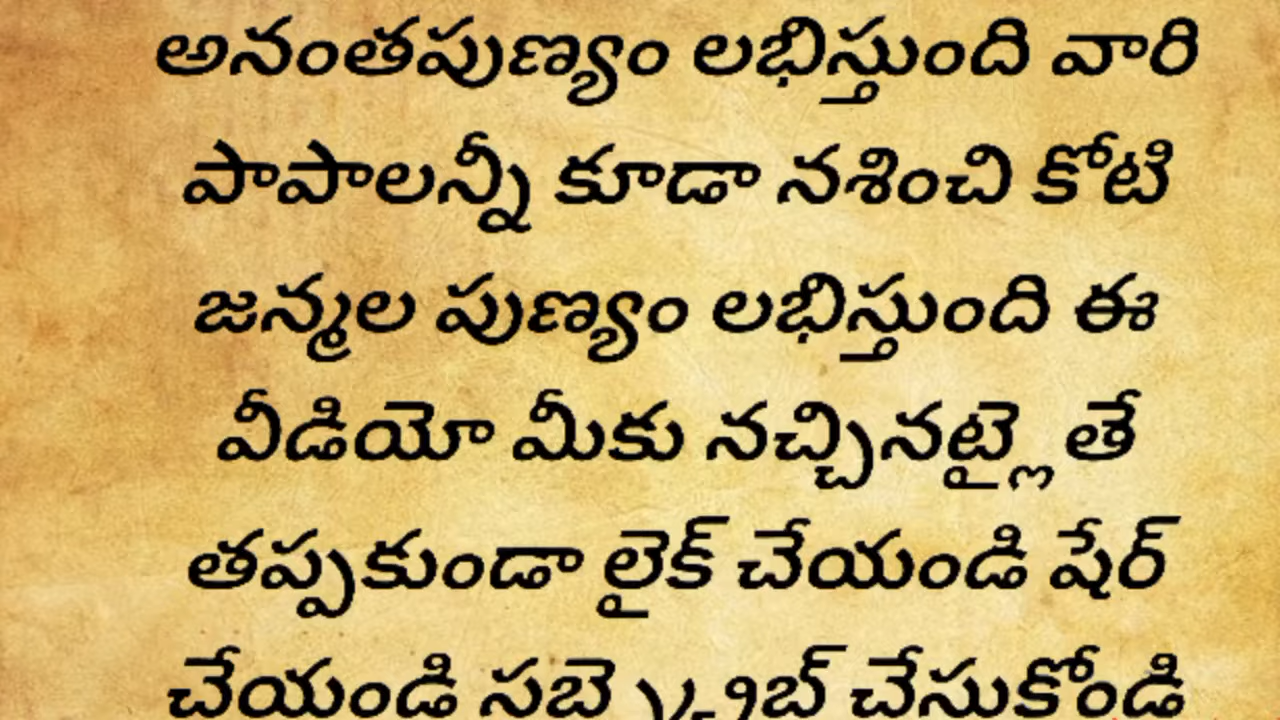 అనంతపుణ్యం లభిస్తుంది వారి
పాపాలన్నీ కూడా నశించి కోటి
జన్మల పుణ్యం లభిస్తుంది ఈ
వీడియో మీకు నచ్చినట్లైతే
తప్పకుండా లైక్ చేయండి షేర్
చేయండి సబ్స్క్రైబ్ చేసుకోండి